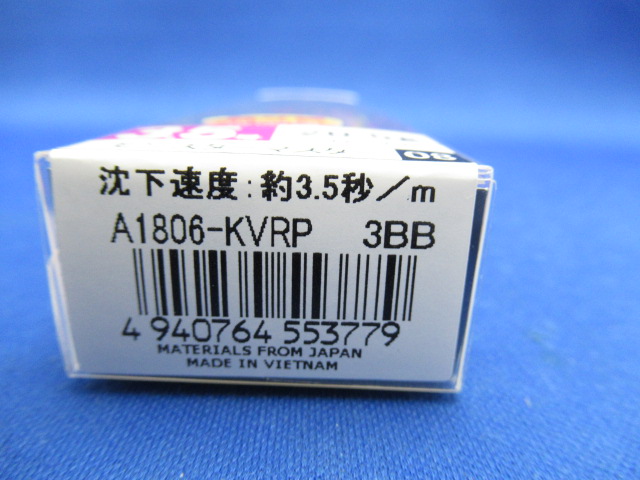 80
沈下速度:約3.5秒/m
A1806-KVRP 3BB
4 940764 553779
MATERIALS FROM JAPAN
MADE IN VIETNAM